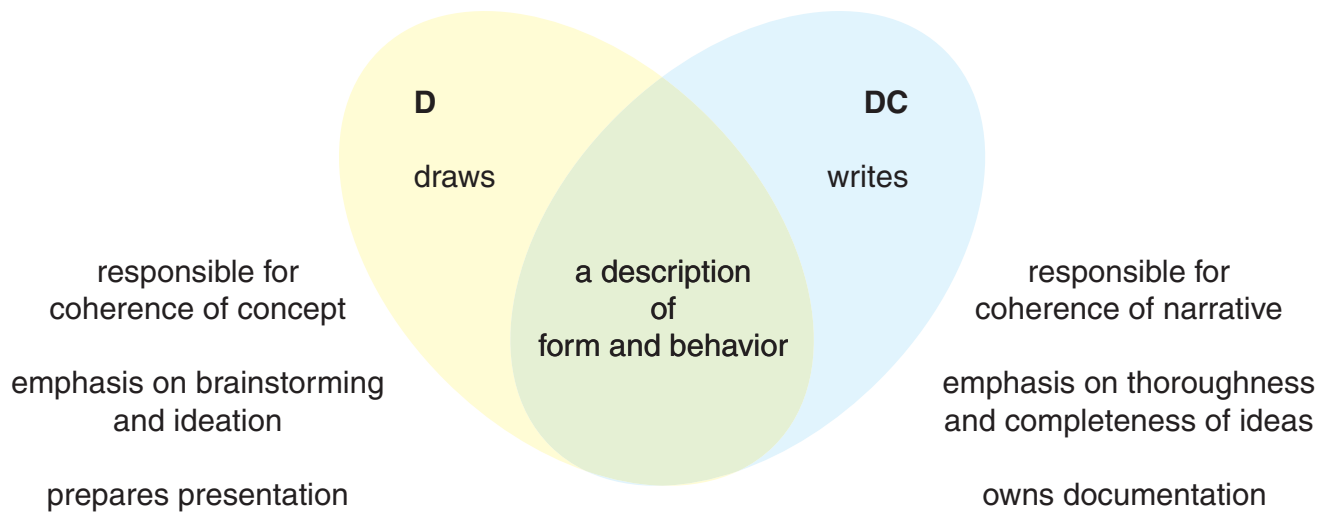 D
draws
responsible for
coherence of concept
emphasis on brainstorming
and ideation
prepares presentation
a description
of
form and behavior
DC
writes
responsible for
coherence of narrative
emphasis on thoroughness
and completeness of ideas
owns documentation